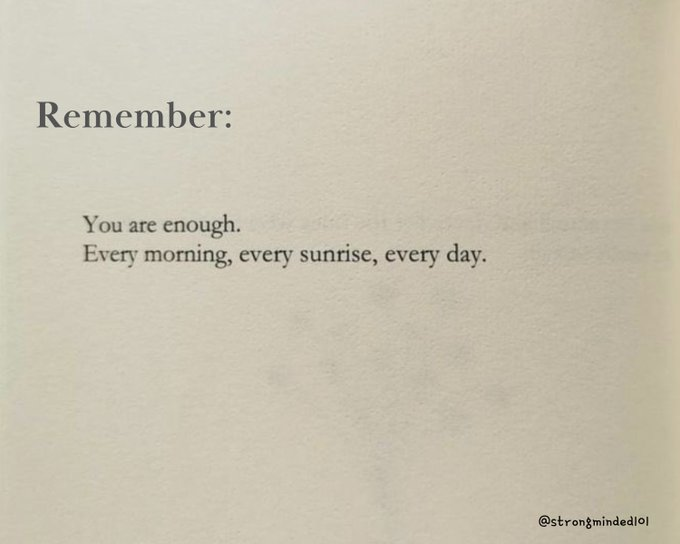 Remember:
You are enough.
Every morning, every sunrise, every day.
@strongminded101